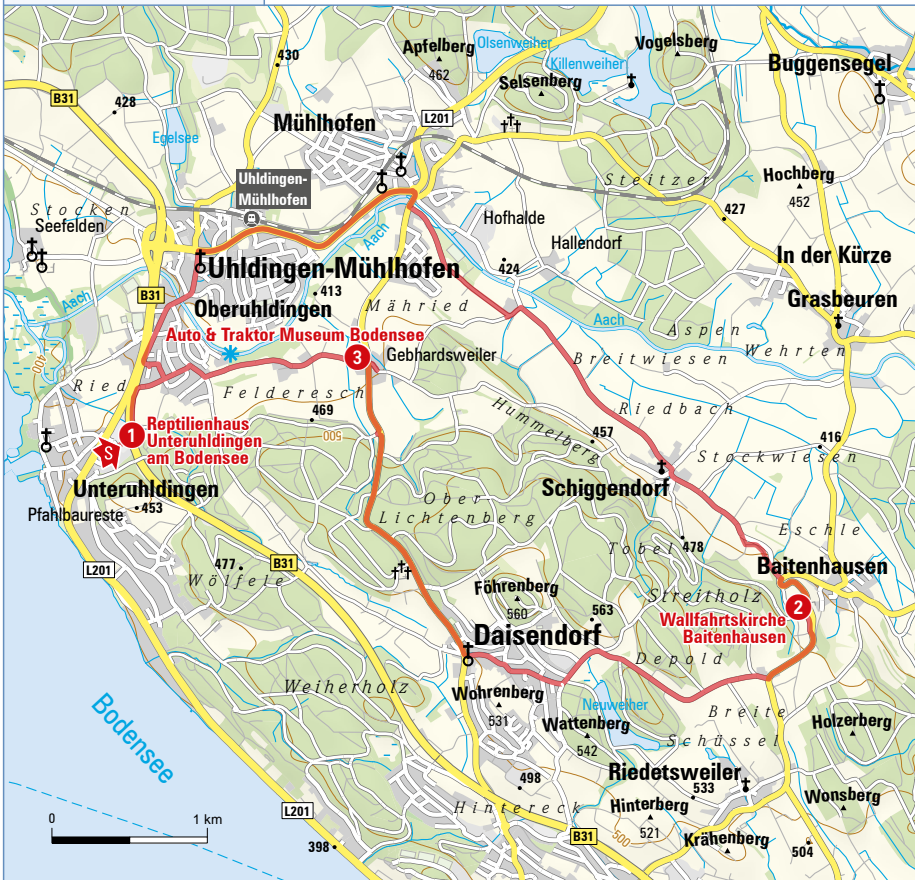 Apfelberg
462
Olsenweiher
Killenweiher
Vogelsberg
Buggensegel
430
B31
428
Selsenberg
Mühlhofen
L201
Egelsee
Uhldingen-
Mühlhofen
Steitzer
Hochberg
452
Stocken
Seefelden
Aach
Hofhalde
427
Hallendorf
In der Kürze
Uhldingen-Mühlhofen
424
Aach
B31
413
Oberuhldingen
Mähried
Aach
Grasbeuren
Aspen
Auto & Traktor Museum Bodensee
Wehrten
3
Gebhardsweiler
Breitwiesen
400
Ried
Felderesch
Riedbach
469
500
Hummelberg
457
416
1
Reptilienhaus
Unteruhldingen
am Bodensee
S
Stockwiesen
Unteruhldingen
Schiggendorf
Ober
Lichtenberg
Pfahlbaureste
453
Eschle
Tobel
478
L201
B31
477
Wölfele
Baitenhausen
Föhrenberg
560
Streitholz
563
Wallfahrtskirche
Baitenhausen
2
Daisendorf
Depold
Weiherholz
Wohrenberg
531
Neuweiher
Breite
Bodensee
Wattenberg
542
Schüssel
Holzerberg
Riedetsweiler
498
533
Hintereck
Hinterberg
521
Wonsberg
L201
0
1 km
B31
500
Krähenberg
504
398